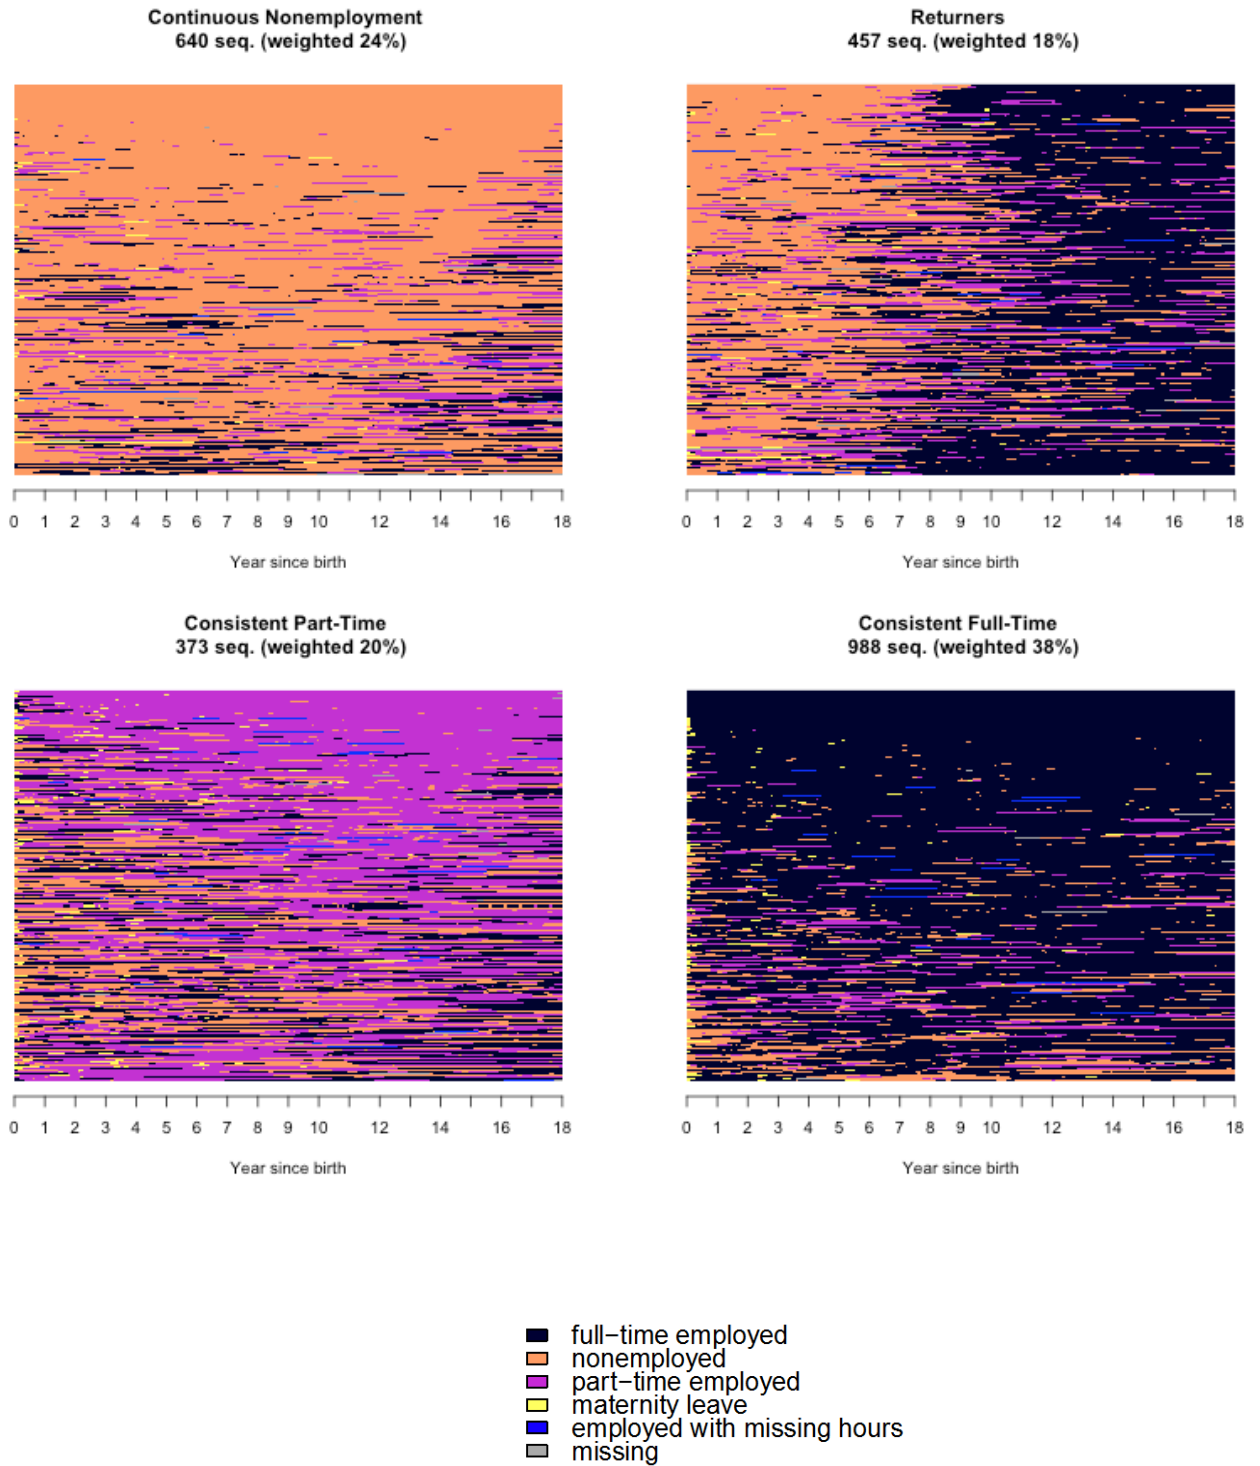 Continuous Nonemployment
640 seq. (weighted 24%)
0 1 2 3 4 5 6 7 8 9 10 12 14 16 18
Year since birth
Returners
457 seq. (weighted 18%)
0 1 2 3 4 5 6 7 8 9 10 12 14 16 18
Year since birth
Consistent Part-Time
373 seq. (weighted 20%)
0 1 2 3 4 5 6 7 8 9 10 12 14 16 18
Year since birth
Consistent Full-Time
988 seq. (weighted 38%)
0 1 2 3 4 5 6 7 8 9 10 12 14 16 18
Year since birth
full−time employed
nonemployed
part−time employed
maternity leave
employed with missing hours
missing